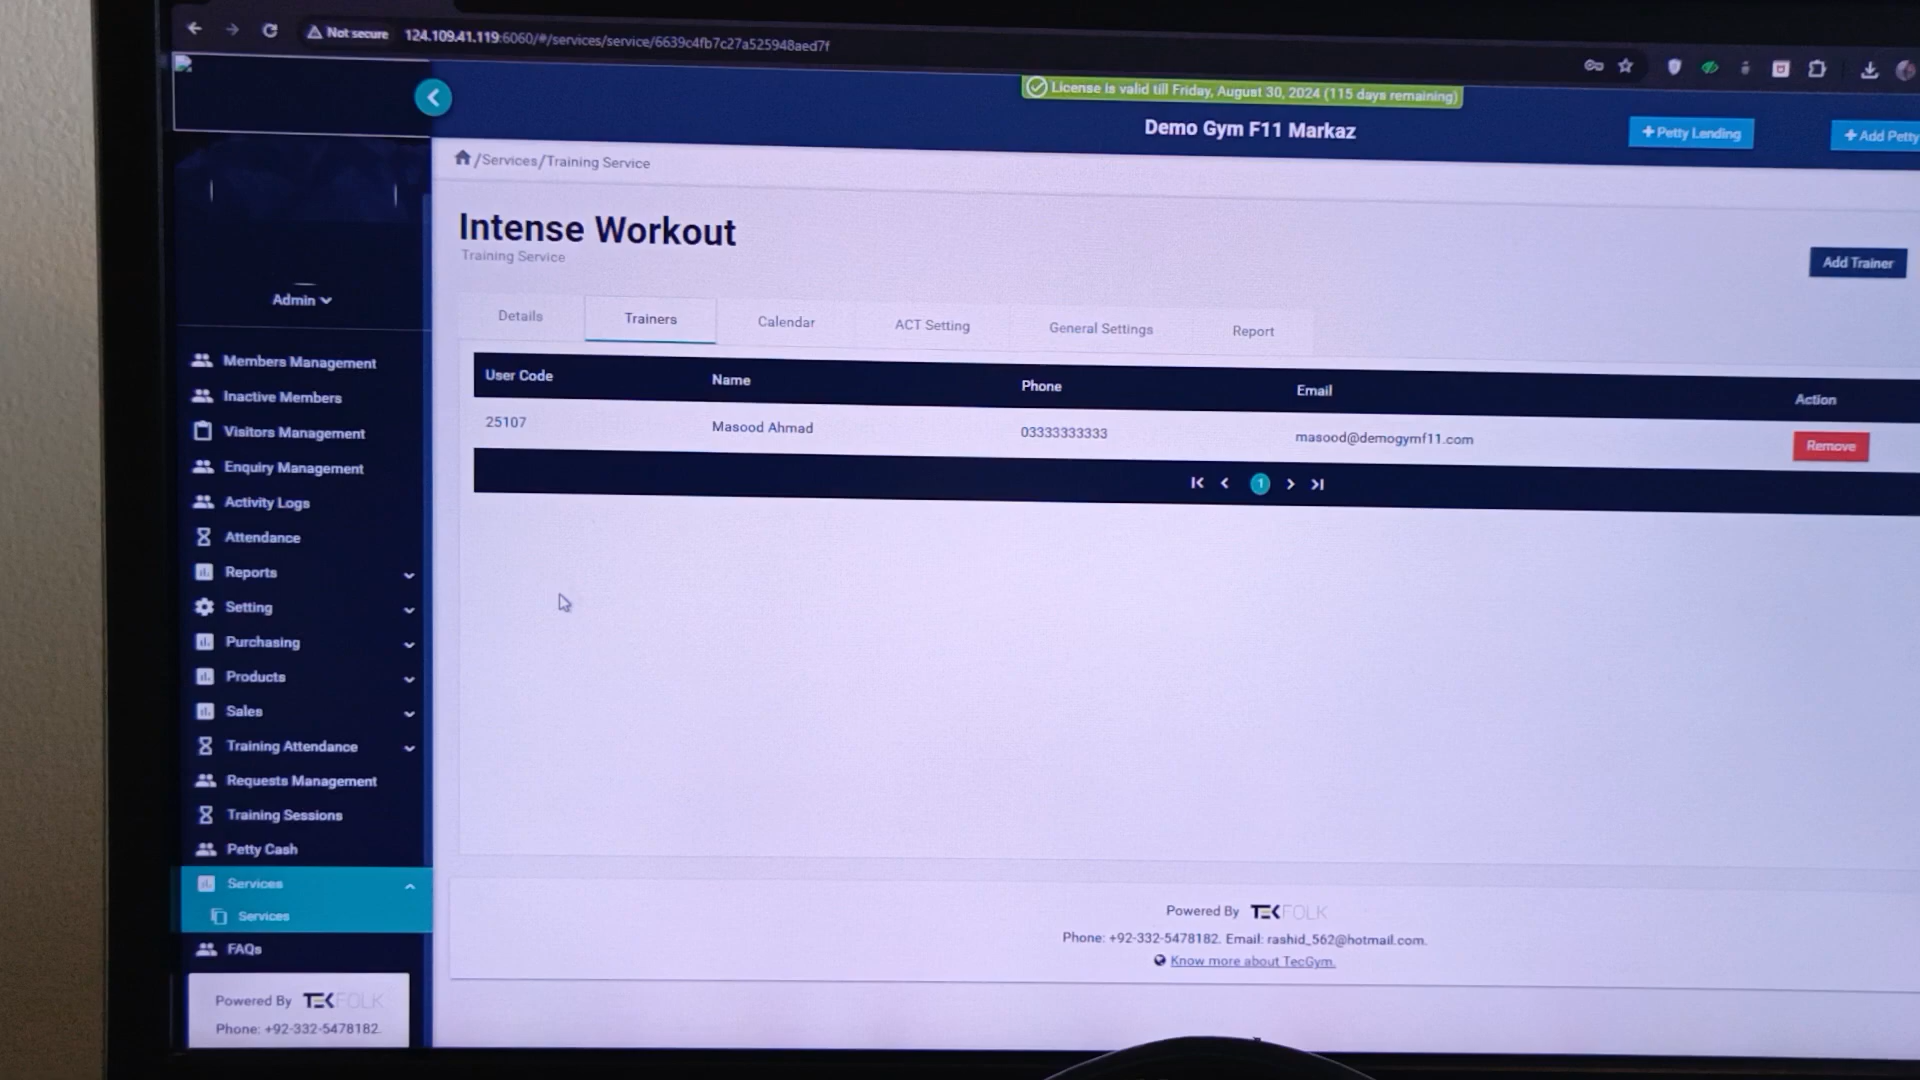 Not secure 124.109.41.119:6060/#/services/service/6639c4fb7c27a525948aed7f
License is valid till Friday, August 30, 2024 (115 days remaining)
Demo Gym F11 Markaz
+ Petty Lending
+ Add Petty
/Services/Training Service
Intense Workout
Training Service
Add Trainer
Admin
Details
Trainers
Calendar
ACT Setting
General Settings
Report
User Code Name Phone Email Action
25107 Masood Ahmad 03333333333 masood@demogymf11.com Remove
1
Members Management
Inactive Members
Visitors Management
Enquiry Management
Activity Logs
Attendance
Reports
Setting
Purchasing
Products
Sales
Training Attendance
Requests Management
Training Sessions
Petty Cash
Services
Services
FAQs
Powered By TEKFOLK
Phone: +92-332-5478182.
Powered By TEKFOLK
Phone: +92-332-5478182. Email: rashid_562@hotmail.com.
Know more about TecGym.